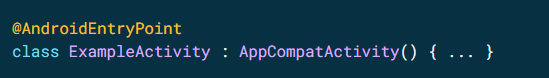 @AndroidEntryPoint
class ExampleActivity : AppCompatActivity() { ... }